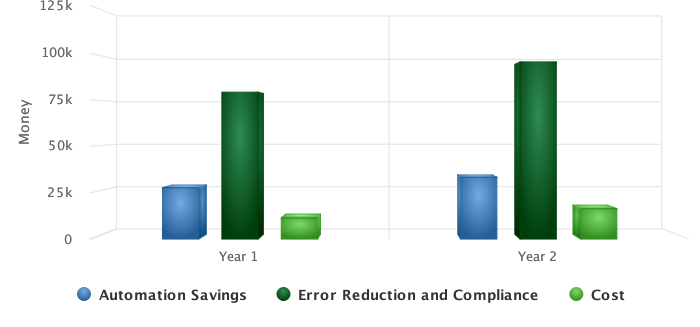 125k
100k
75k
50k
25k
0
Money
Year 1 Year 2
Automation Savings Error Reduction and Compliance Cost